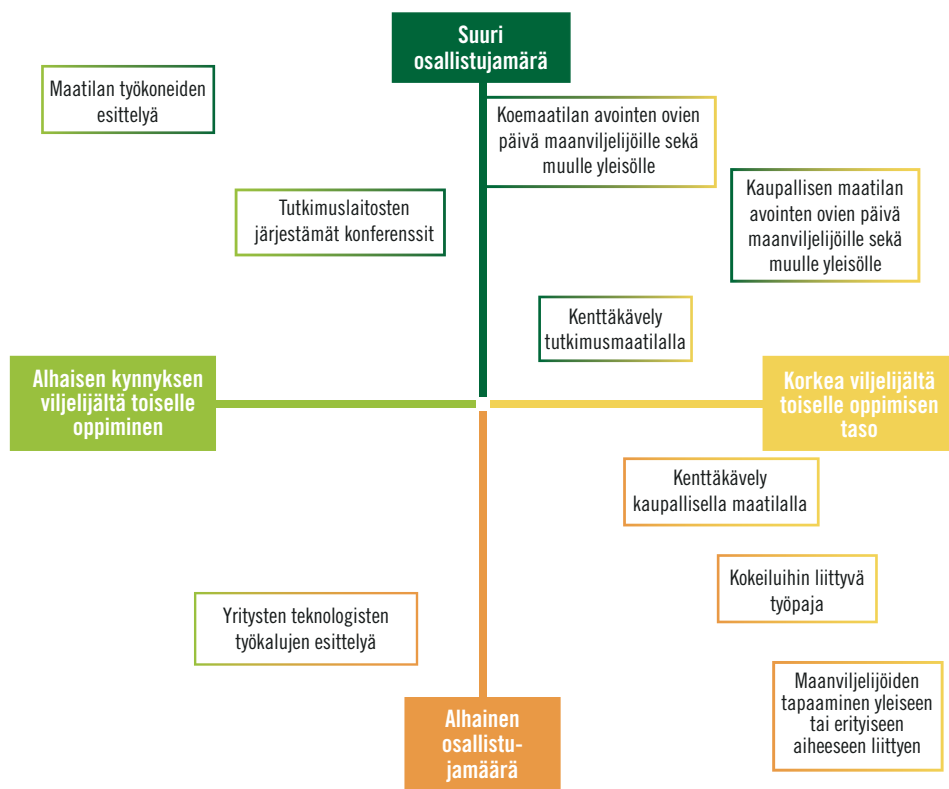 Suuri
osallistujamärä
Maatilan työkoneiden
esittelyä
Koemaatilan avointen ovien
päivä maanviljelijöille sekä
muulle yleisölle
Kaupallisen maatilan
avointen ovien päivä
maanviljelijöille sekä
muulle yleisölle
Tutkimuslaitosten
järjestämät konferenssit
Kenttäkävely
tutkimusmaatilalla
Alhaisen kynnyksen
viljelijältä toiselle
oppiminen
Korkea viljelijältä
toiselle oppimisen
taso
Kenttäkävely
kaupallisella maatilalla
Kokeiluihin liittyvä
työpaja
Yritysten teknologisten
työkalujen esittelyä
Maanviljelijöiden
tapaaminen yleiseen
tai erityiseen
aiheeseen liittyen
Alhainen
osallistu-
jamäärä